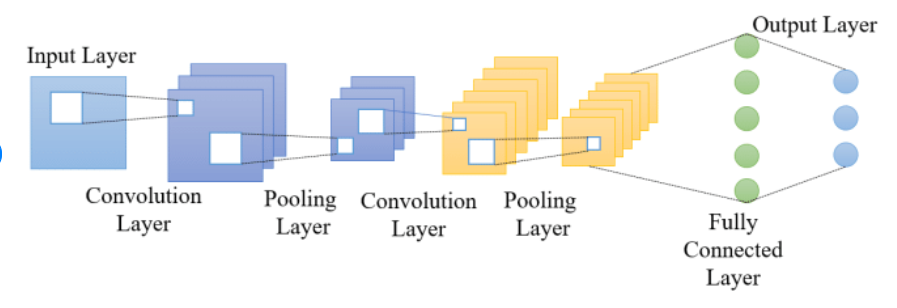 Input Layer
Convolution
Layer
Pooling
Layer
Convolution
Layer
Pooling
Layer
Fully
Connected
Layer
Output Layer